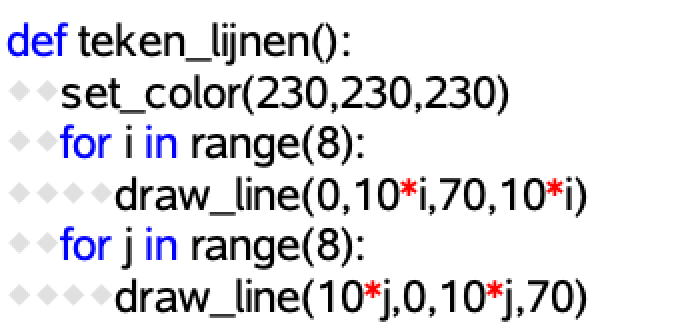 def teken_lijnen():
◆◆set_color(230,230,230)
◆◆for i in range(8):
◆◆◆◆draw_line(0,10*i,70,10*i)
◆◆for j in range(8):
◆◆◆◆draw_line(10*j,0,10*j,70)